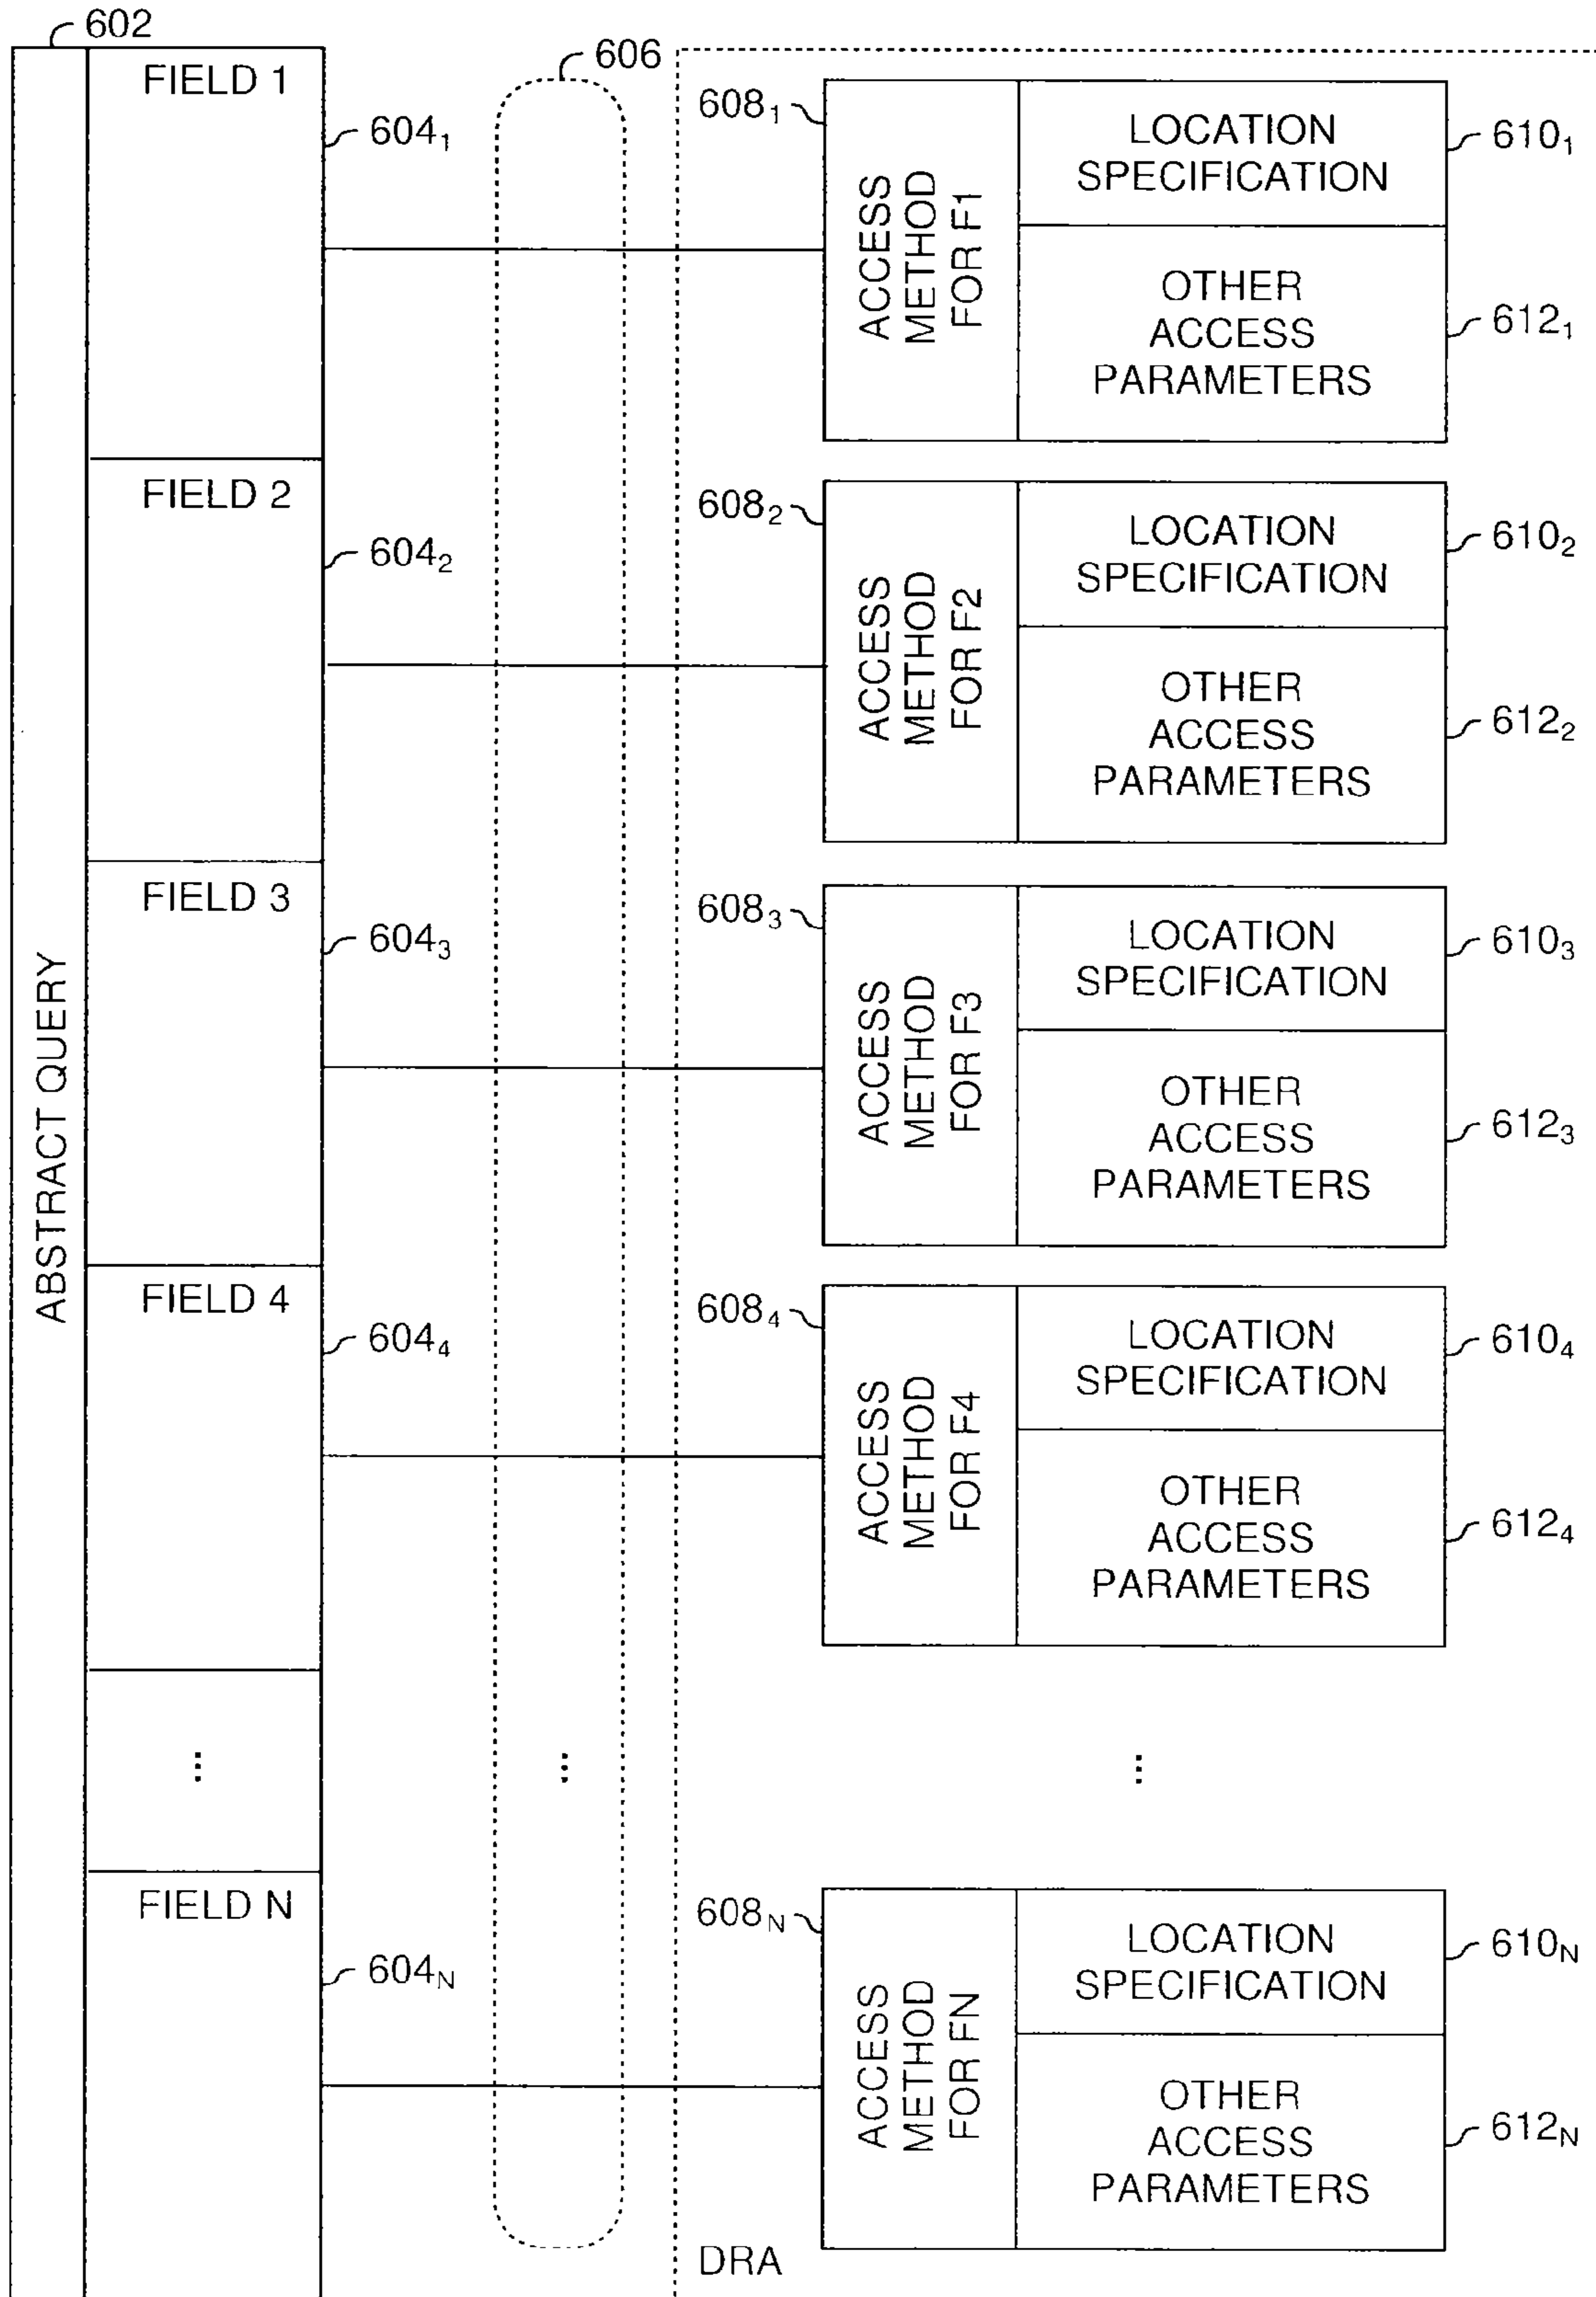 602
FIELD 1
604₁
606
608₁
ACCESS
METHOD
FOR F1
LOCATION
SPECIFICATION
610₁
OTHER
ACCESS
PARAMETERS
612₁
FIELD 2
604₂
608₂
ACCESS
METHOD
FOR F2
LOCATION
SPECIFICATION
610₂
OTHER
ACCESS
PARAMETERS
612₂
ABSTRACT QUERY
FIELD 3
604₃
608₃
ACCESS
METHOD
FOR F3
LOCATION
SPECIFICATION
610₃
OTHER
ACCESS
PARAMETERS
612₃
FIELD 4
604₄
608₄
ACCESS
METHOD
FOR F4
LOCATION
SPECIFICATION
610₄
OTHER
ACCESS
PARAMETERS
612₄
⋮
⋮
⋮
FIELD N
604N
608N
ACCESS
METHOD
FOR FN
LOCATION
SPECIFICATION
610N
OTHER
ACCESS
PARAMETERS
612N
DRA